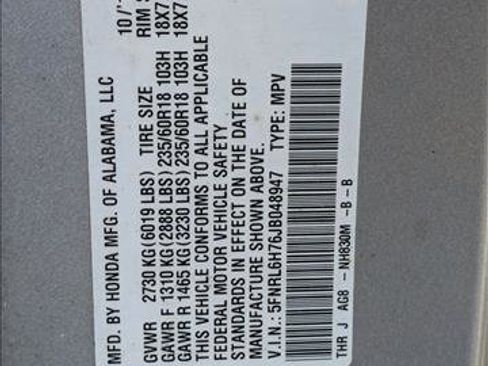 MFD. BY HONDA MFG. OF ALABAMA, LLC 10/
GVWR 2730 KG(6019 LBS) TIRE SIZE RIM S
GAWR F 1310 KG(2888 LBS) 235/60R18 103H 18X7
GAWR R 1465 KG(3230 LBS) 235/60R18 103H 18X7
THIS VEHICLE CONFORMS TO ALL APPLICABLE
FEDERAL MOTOR VEHICLE SAFETY
STANDARDS IN EFFECT ON THE DATE OF
MANUFACTURE SHOWN ABOVE.
V.I.N.: 5FNRL6H76JB048947 TYPE: MPV
THR J AG8 - NH830M -B - B